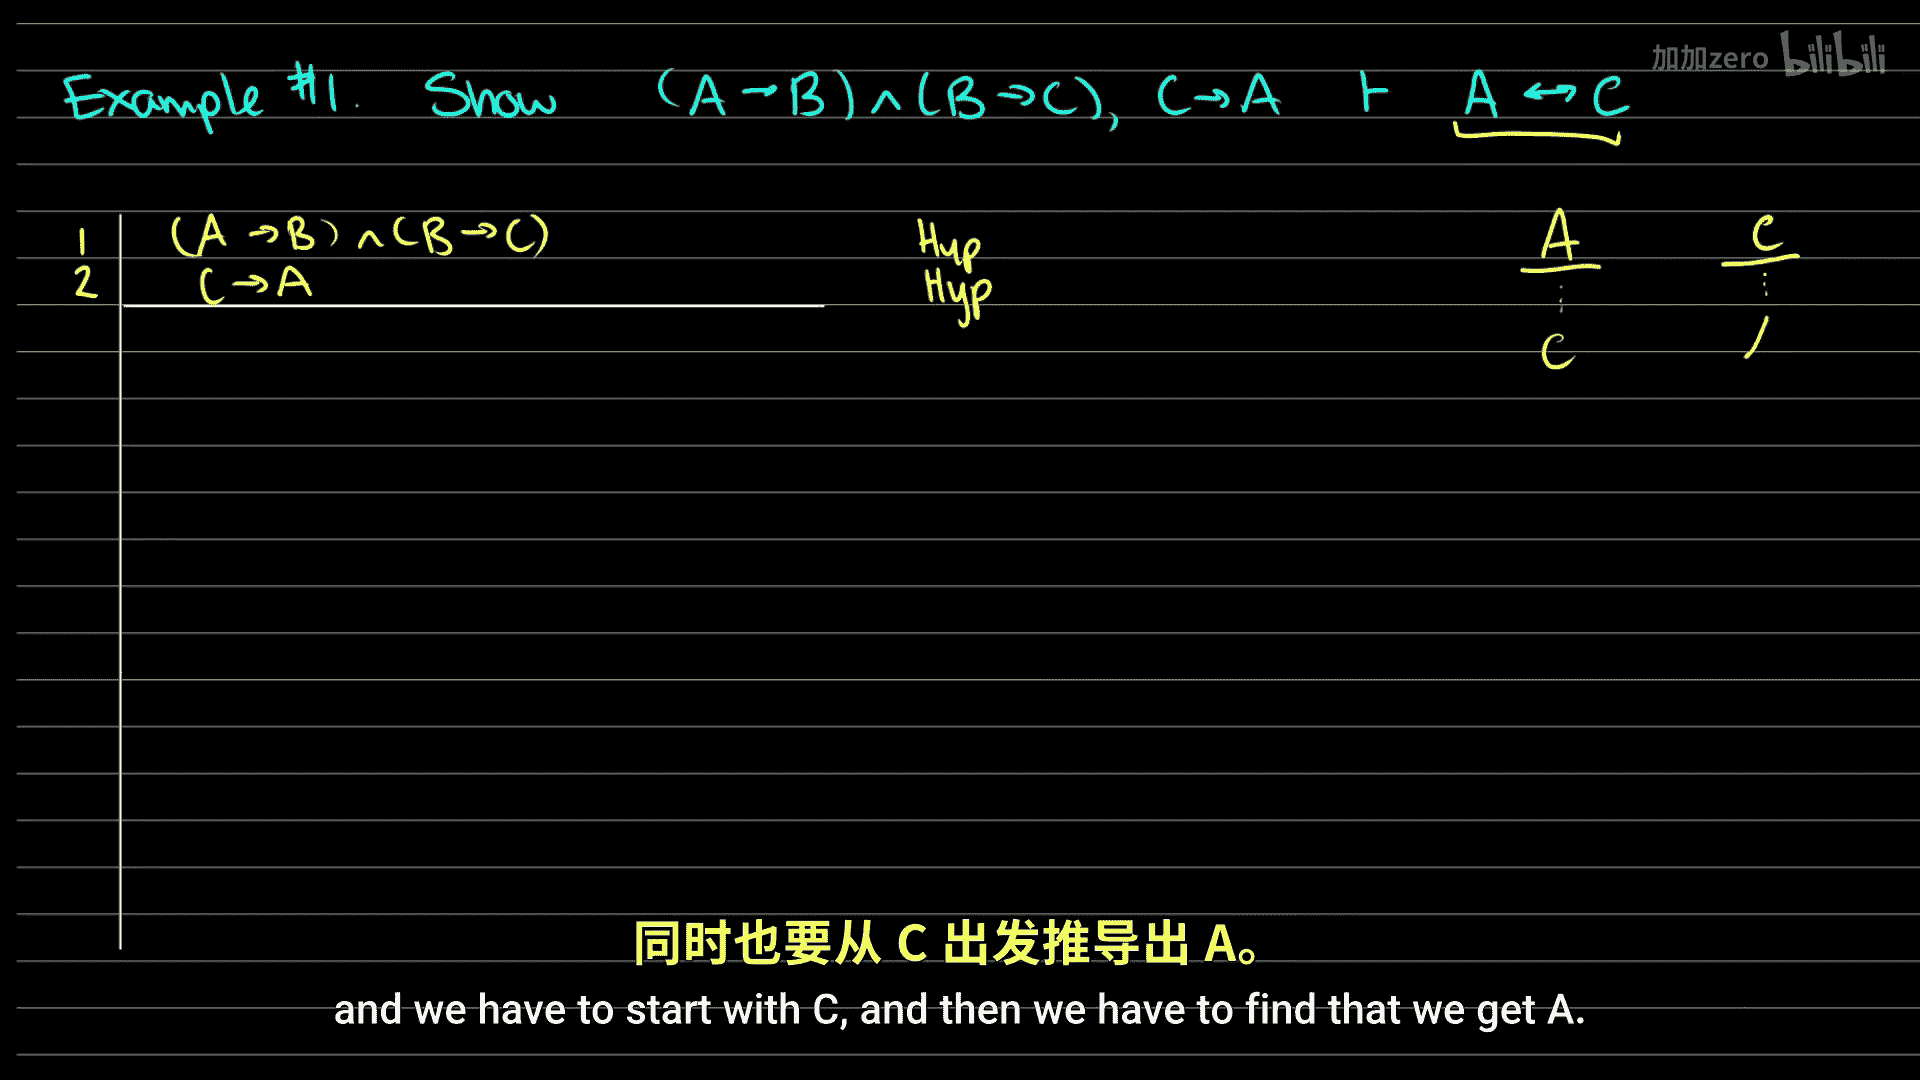 加加zero bilibili
Example #1. Show (A→B)∧(B→C), C→A ⊢ A↔C
1 (A→B)∧(B→C) Hyp A C
2 C→A Hyp ⋮ ⋮
C /
同时也要从 C 出发推导出 A。
and we have to start with C, and then we have to find that we get A.